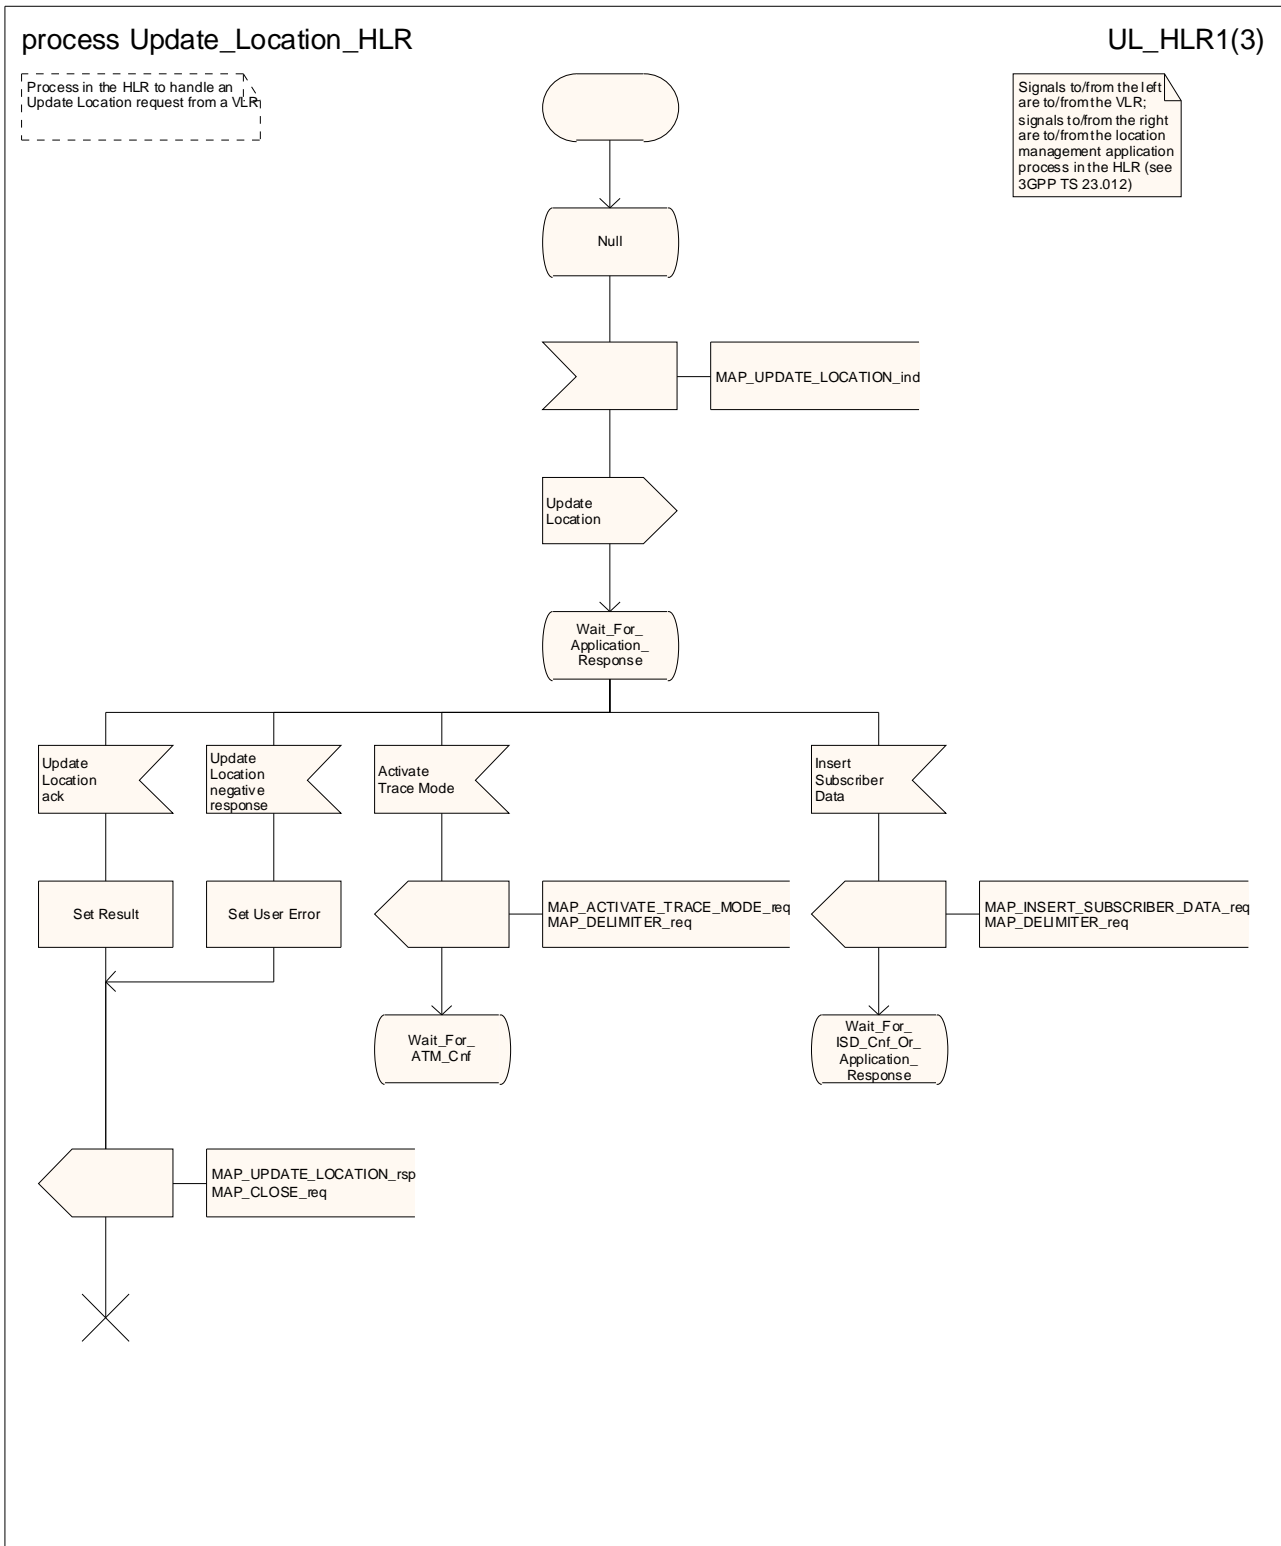 process Update_Location_HLR
UL_HLR1(3)
Process in the HLR to handle an
Update Location request from a VLR
Signals to/from the left
are to/from the VLR;
signals to/from the right
are to/from the location
management application
process in the HLR (see
3GPP TS 23.012)
Null
MAP_UPDATE_LOCATION_ind
Update
Location
Wait_For_
Application_
Response
Update
Location
ack
Update
Location
negative
response
Activate
Trace Mode
Insert
Subscriber
Data
Set Result
Set User Error
MAP_ACTIVATE_TRACE_MODE_req
MAP_DELIMITER_req
MAP_INSERT_SUBSCRIBER_DATA_req
MAP_DELIMITER_req
Wait_For_
ATM_Cnf
Wait_For_
ISD_Cnf_Or_
Application_
Response
MAP_UPDATE_LOCATION_rsp
MAP_CLOSE_req